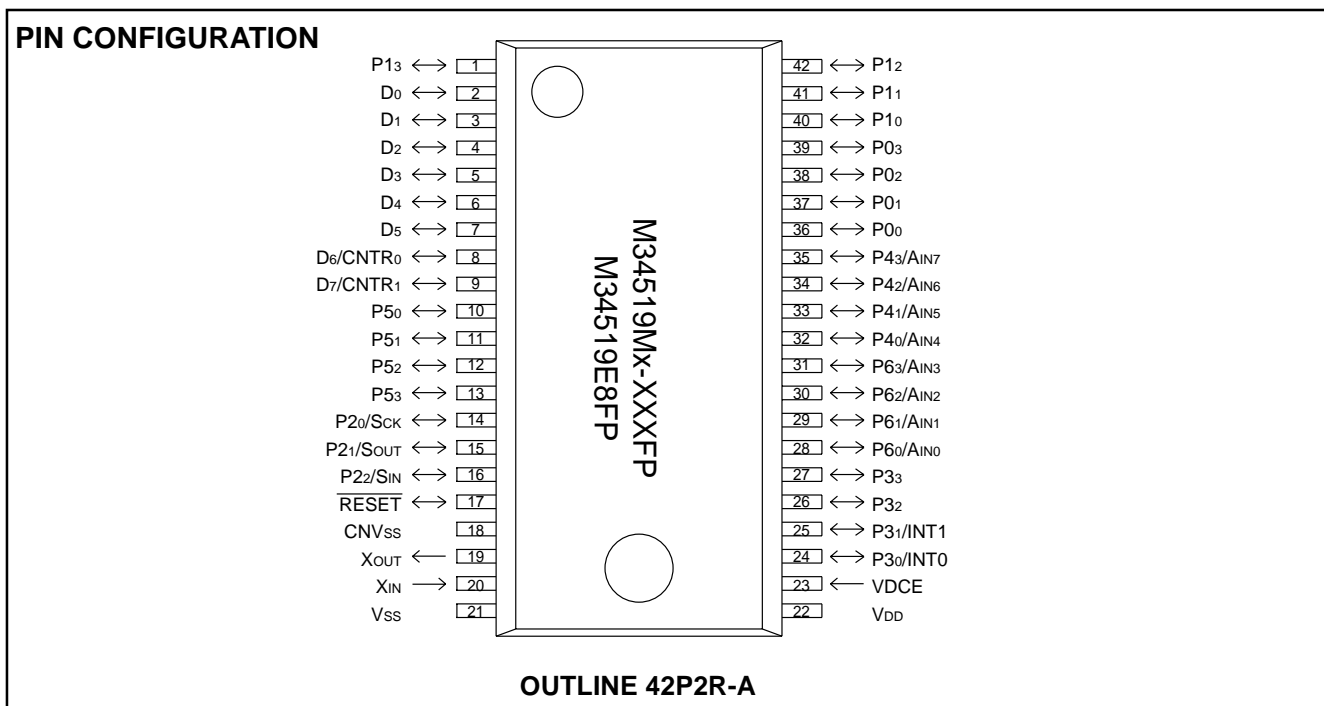 PIN CONFIGURATION
P13 1 42 P12
D0 2 41 P11
D1 3 40 P10
D2 4 39 P03
D3 5 38 P02
D4 6 37 P01
D5 7 36 P00
D6/CNTR0 8 35 P43/AIN7
D7/CNTR1 9 34 P42/AIN6
P50 10 33 P41/AIN5
P51 11 32 P40/AIN4
P52 12 31 P63/AIN3
P53 13 30 P62/AIN2
P20/SCK 14 29 P61/AIN1
P21/SOUT 15 28 P60/AIN0
P22/SIN 16 27 P33
RESET 17 26 P32
CNVSS 18 25 P31/INT1
XOUT 19 24 P30/INT0
XIN 20 23 VDCE
VSS 21 22 VDD
M34519Mx-XXXFP
M34519E8FP
OUTLINE 42P2R-A